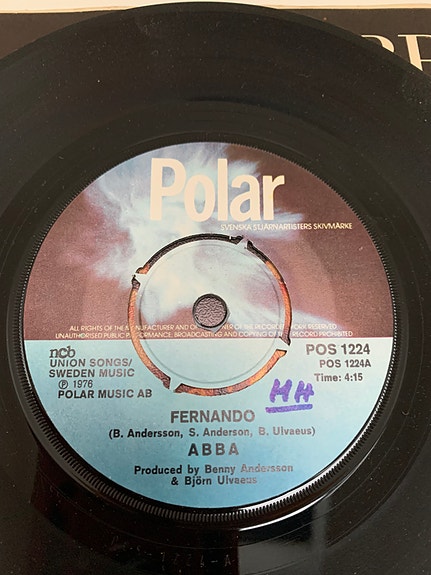 Polar
SVENSKA STJÄRNARTISTERS SKIVMÄRKE
ALL RIGHTS OF THE MANUFACTURER AND OF THE OWNER OF THE RECORDED WORK RESERVED
UNAUTHORISED PUBLIC PERFORMANCE, BROADCASTING AND COPYING OF THIS RECORD PROHIBITED
ncb
UNION SONGS/
SWEDEN MUSIC
℗ 1976
POLAR MUSIC AB
POS 1224
POS 1224A
Time: 4:15
HH
FERNANDO
(B. Andersson, S. Anderson, B. Ulvaeus)
ABBA
Produced by Benny Andersson
& Björn Ulvaeus